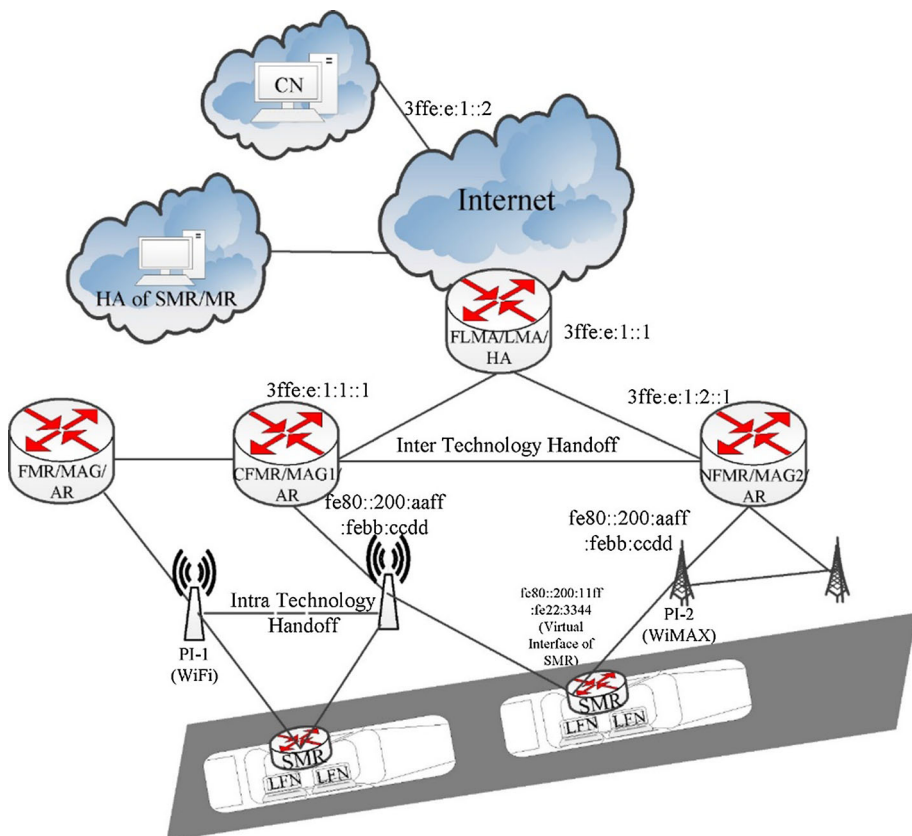 CN
3ffe:e:1::2
Internet
HA of SMR/MR
FLMA/LMA/
HA
3ffe:e:1::1
3ffe:e:1:1::1
3ffe:e:1:2::1
Inter Technology Handoff
FMR/MAG/
AR
CFMR/MAG1/
AR
NFMR/MAG2/
AR
fe80::200:aaff
:febb:ccdd
fe80::200:aaff
:febb:ccdd
Intra Technology
Handoff
PI-1
(WiFi)
fe80::200:11ff
:fe22:3344
(Virtual
Interface of
SMR)
PI-2
(WiMAX)
SMR
LFN LFN
SMR
LFN LFN